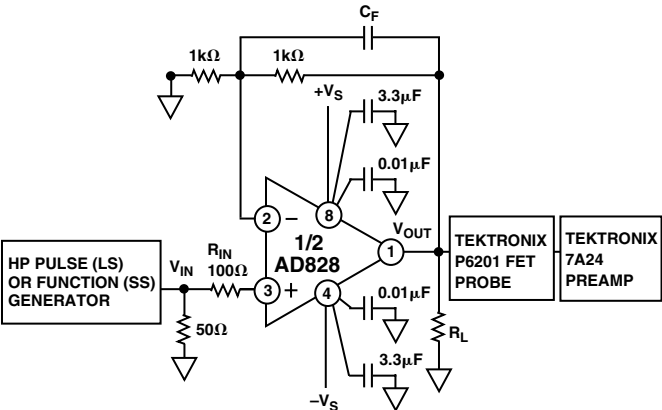 C_F
1kΩ
1kΩ
+V_S
3.3μF
0.01μF
2
–
8
1/2
AD828
V_OUT
1
HP PULSE (LS)
OR FUNCTION (SS)
GENERATOR
V_IN
R_IN
100Ω
3
+
4
TEKTRONIX
P6201 FET
PROBE
TEKTRONIX
7A24
PREAMP
50Ω
0.01μF
R_L
3.3μF
–V_S